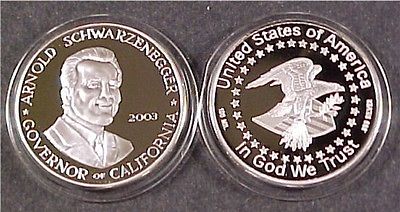 ARNOLD SCHWARZENEGGER
2003
GOVERNOR OF CALIFORNIA
United States of America
In God We Trust